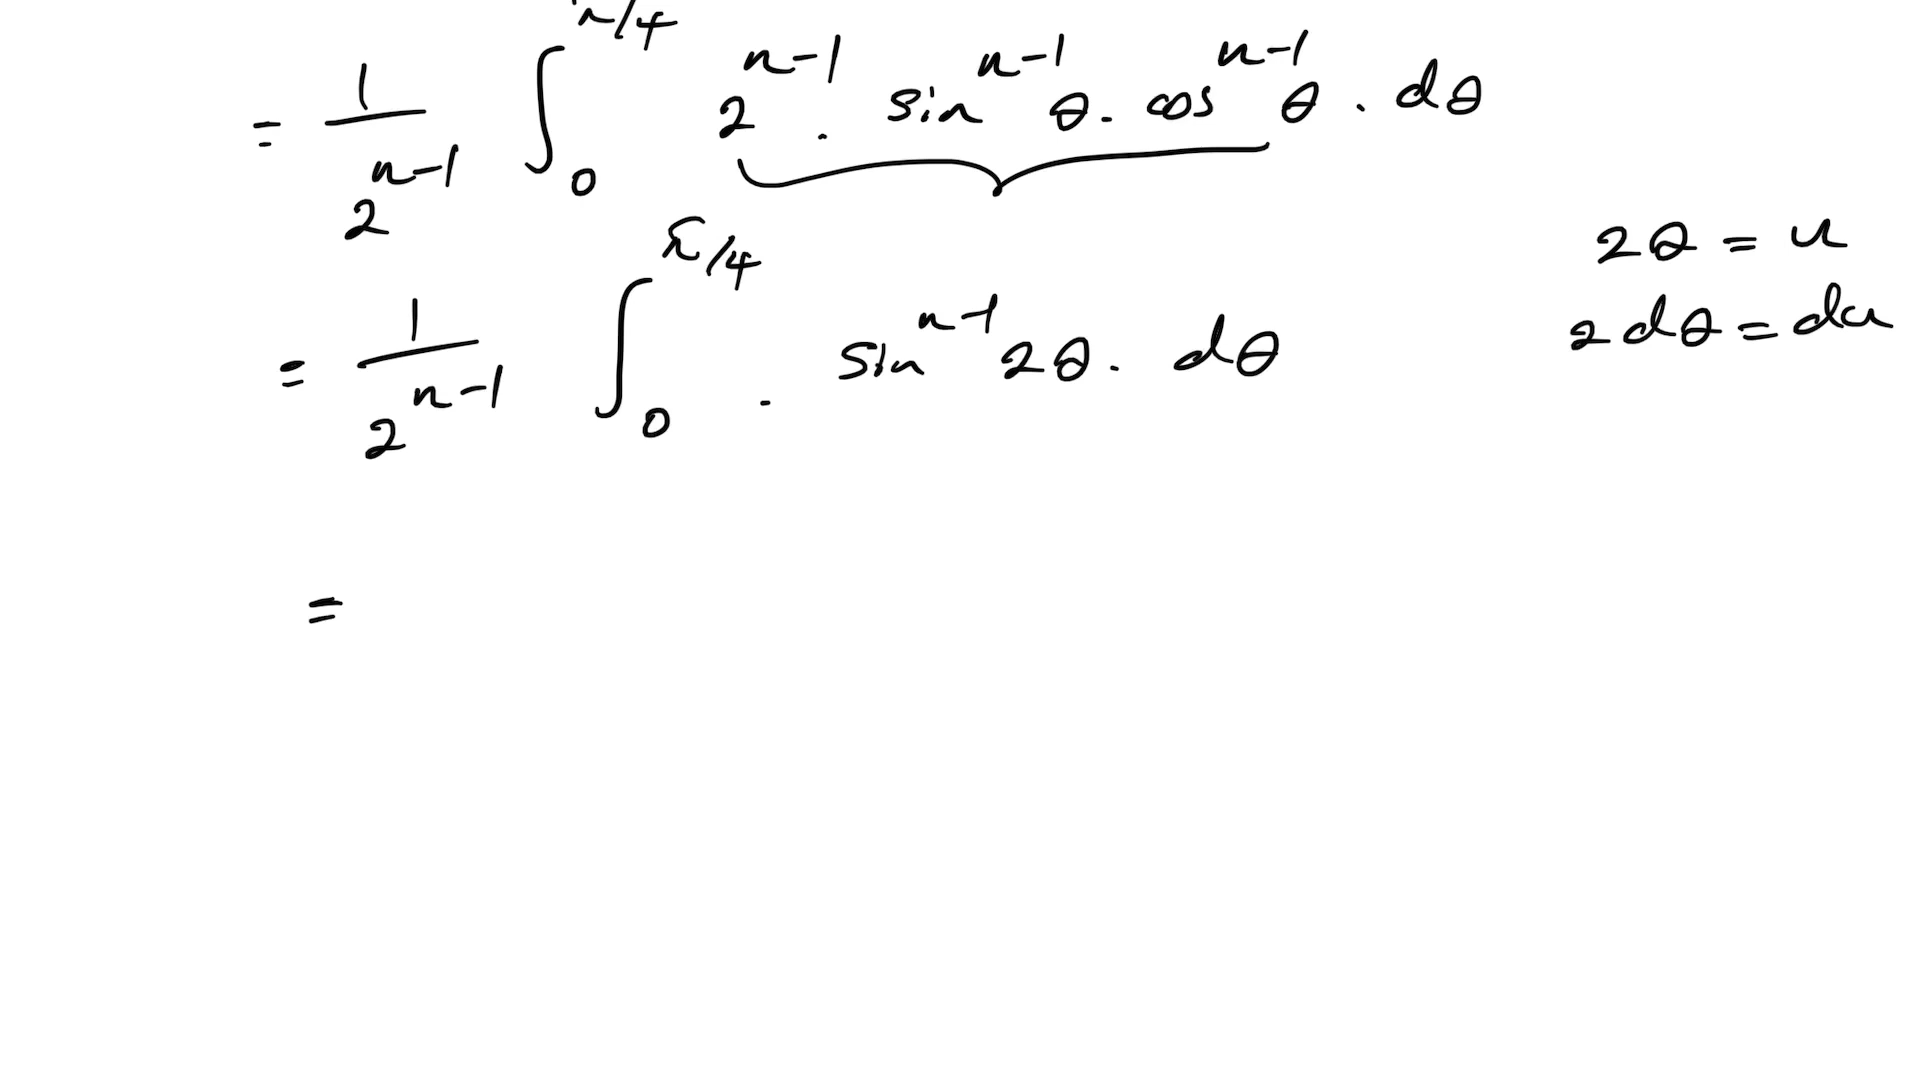 = 1/2^{n-1} ∫_0^{π/4} 2^{n-1} . sin^{n-1} θ . cos^{n-1} θ . dθ
= 1/2^{n-1} ∫_0^{π/4} . sin^{n-1} 2θ . dθ
2θ = u
2dθ = du
=